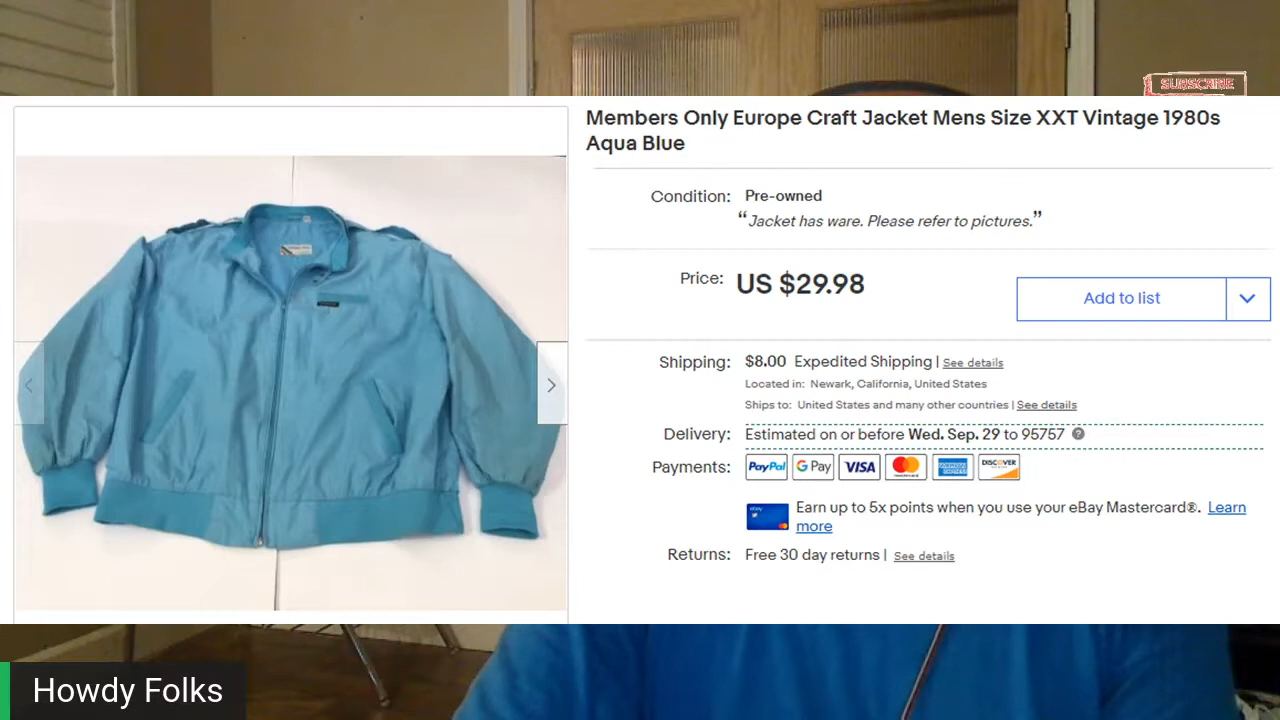 SUBSCRIBE
Members Only Europe Craft Jacket Mens Size XXT Vintage 1980s
Aqua Blue
Condition: Pre-owned
“Jacket has ware. Please refer to pictures.”
Price: US $29.98
Add to list
Shipping: $8.00 Expedited Shipping | See details
Located in: Newark, California, United States
Ships to: United States and many other countries | See details
Delivery: Estimated on or before Wed. Sep. 29 to 95757 ?
Payments: PayPal G Pay VISA DISCOVER
ebay
Earn up to 5x points when you use your eBay Mastercard®. Learn
more
Returns: Free 30 day returns | See details
Howdy Folks